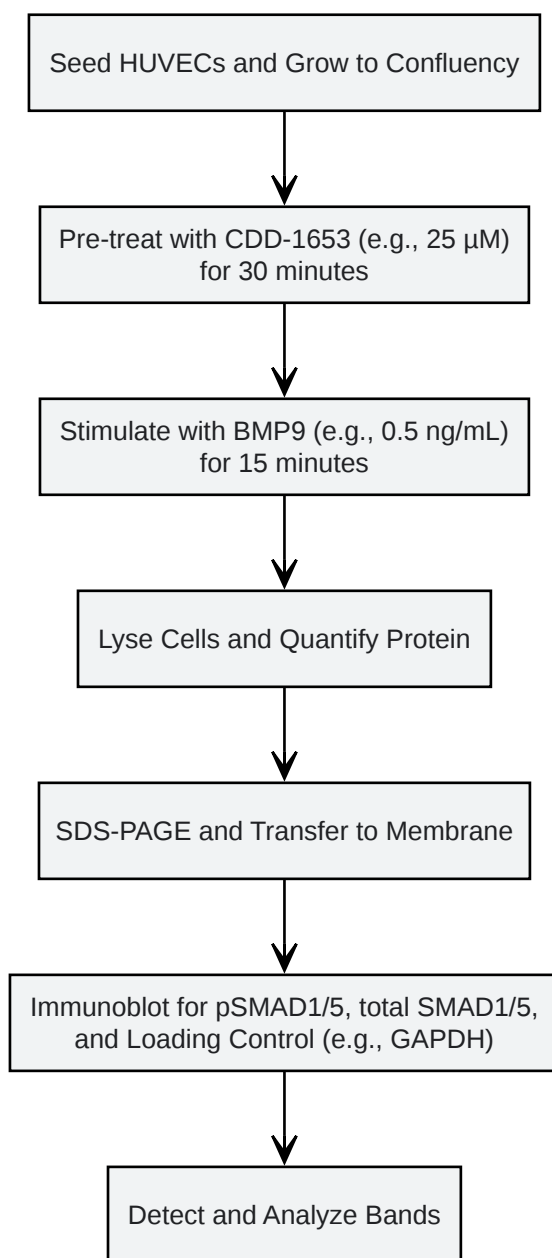 Seed HUVECs and Grow to Confluency
Pre-treat with CDD-1653 (e.g., 25 µM)
for 30 minutes
Stimulate with BMP9 (e.g., 0.5 ng/mL)
for 15 minutes
Lyse Cells and Quantify Protein
SDS-PAGE and Transfer to Membrane
Immunoblot for pSMAD1/5, total SMAD1/5,
and Loading Control (e.g., GAPDH)
Detect and Analyze Bands